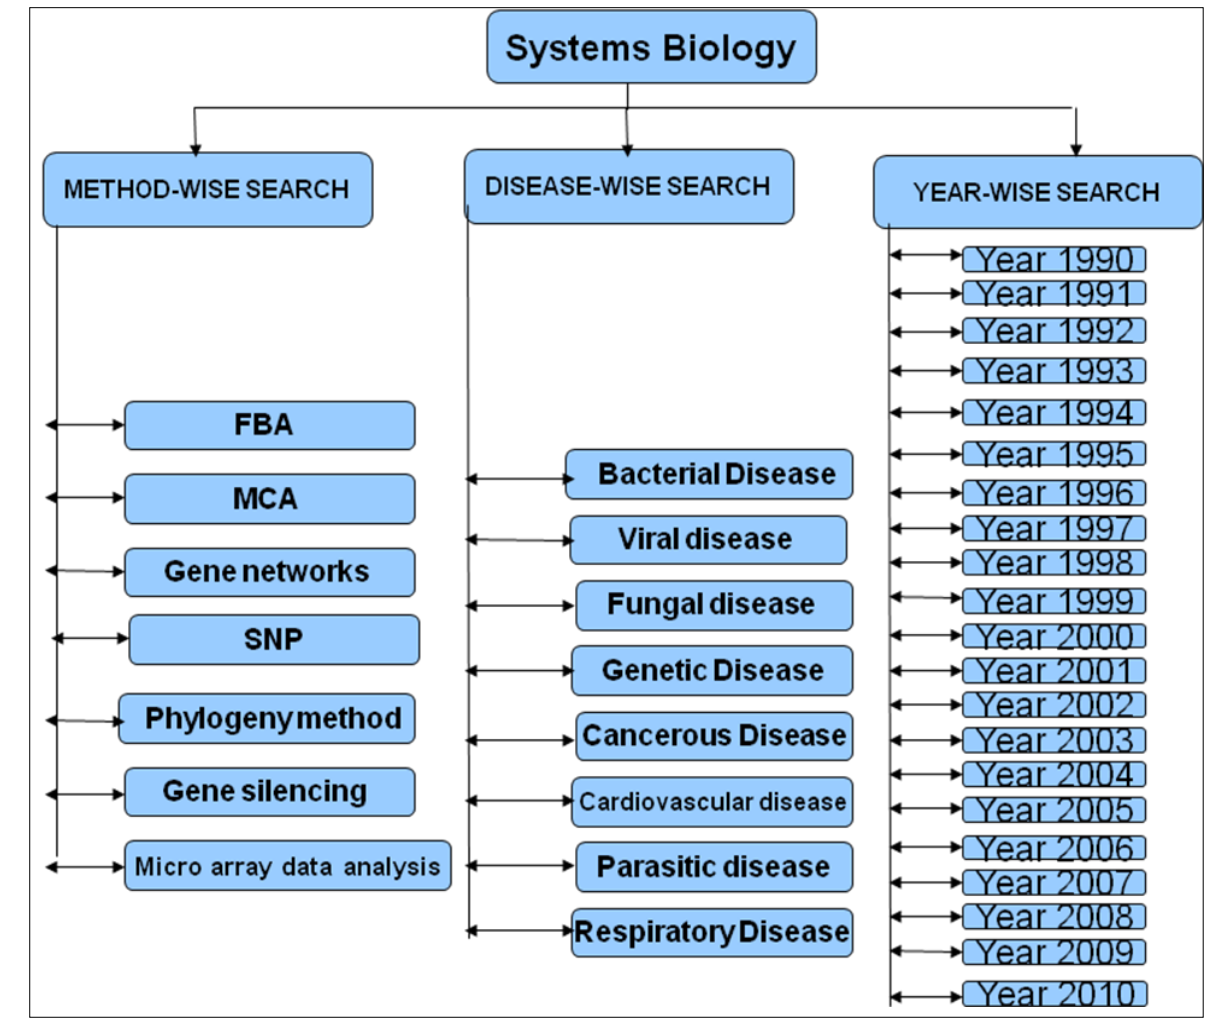 Systems Biology
METHOD-WISE SEARCH
FBA
MCA
Gene networks
SNP
Phylogeny method
Gene silencing
Micro array data analysis
DISEASE-WISE SEARCH
Bacterial Disease
Viral disease
Fungal disease
Genetic Disease
Cancerous Disease
Cardiovascular disease
Parasitic disease
Respiratory Disease
YEAR-WISE SEARCH
Year 1990
Year 1991
Year 1992
Year 1993
Year 1994
Year 1995
Year 1996
Year 1997
Year 1998
Year 1999
Year 2000
Year 2001
Year 2002
Year 2003
Year 2004
Year 2005
Year 2006
Year 2007
Year 2008
Year 2009
Year 2010